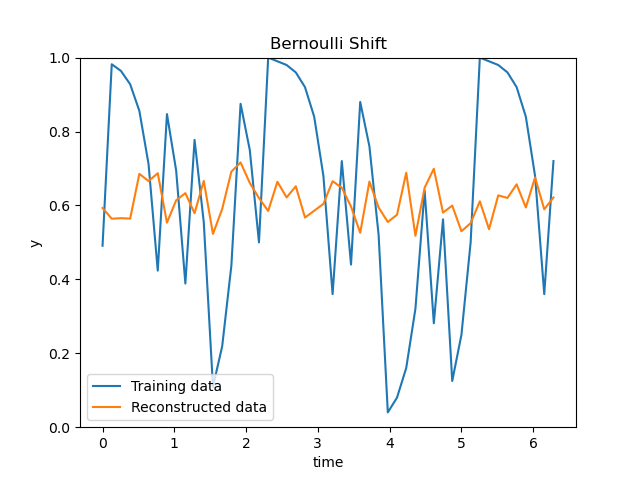 Bernoulli Shift
1.0
0.8
0.6
0.4
0.2
0.0
y
Training data
Reconstructed data
0 1 2 3 4 5 6
time